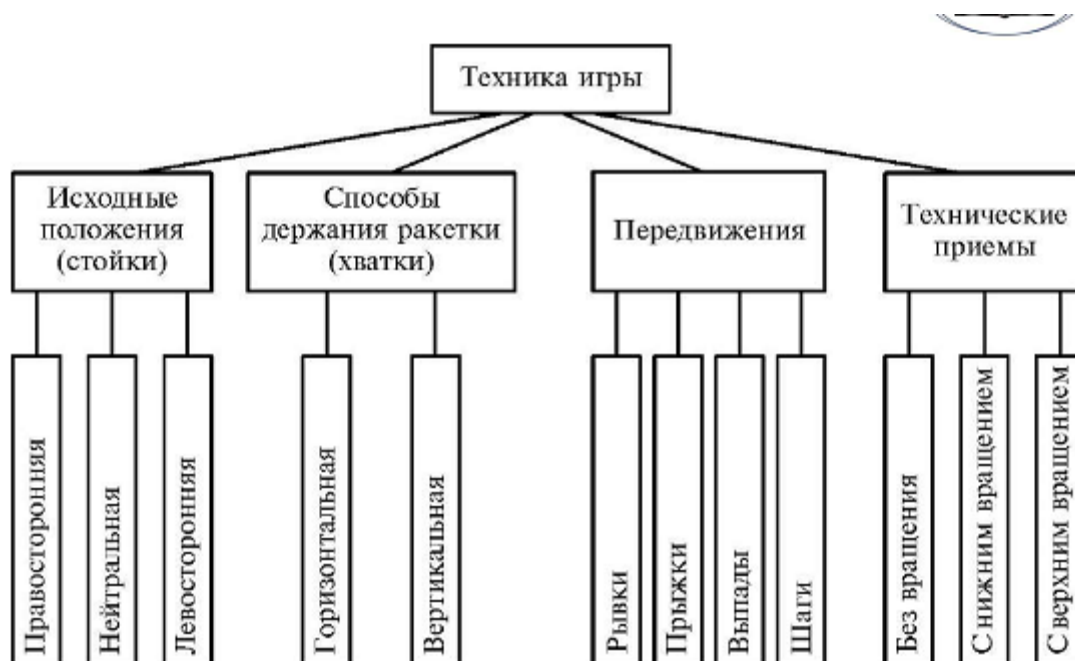 Техника игры
Исходные
положения
(стойки)
Способы
держания ракетки
(хватки)
Передвижения
Технические
приемы
Правосторонняя
Нейтральная
Левосторонняя
Горизонтальная
Вертикальная
Рывки
Прыжки
Выпады
Шаги
Без вращения
С нижним вращением
С верхним вращением